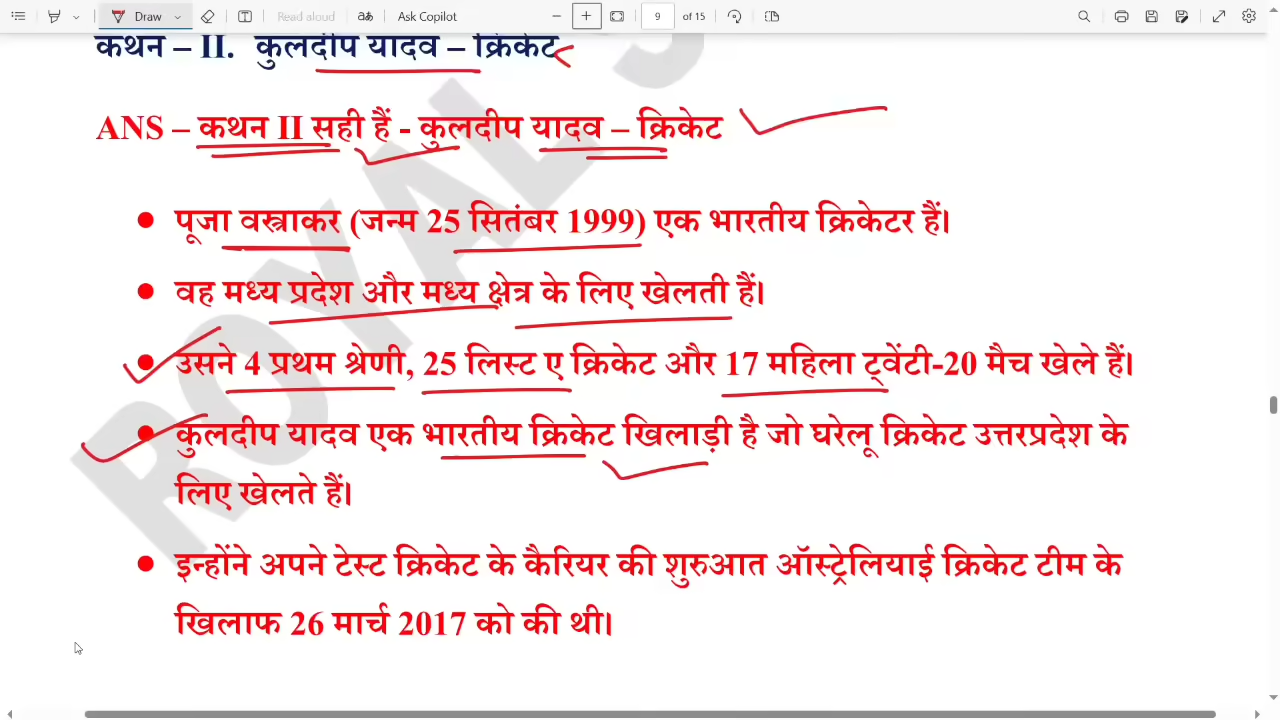 Draw
Read aloud
Ask Copilot
9
of 15
कथन – II. कुलदीप यादव – क्रिकेट
ANS – कथन II सही हैं - कुलदीप यादव – क्रिकेट
पूजा वस्त्राकर (जन्म 25 सितंबर 1999) एक भारतीय क्रिकेटर हैं।
वह मध्य प्रदेश और मध्य क्षेत्र के लिए खेलती हैं।
उसने 4 प्रथम श्रेणी, 25 लिस्ट ए क्रिकेट और 17 महिला ट्वेंटी-20 मैच खेले हैं।
कुलदीप यादव एक भारतीय क्रिकेट खिलाड़ी है जो घरेलू क्रिकेट उत्तरप्रदेश के
लिए खेलते हैं।
इन्होंने अपने टेस्ट क्रिकेट के कैरियर की शुरुआत ऑस्ट्रेलियाई क्रिकेट टीम के
खिलाफ 26 मार्च 2017 को की थी।
ROYAL